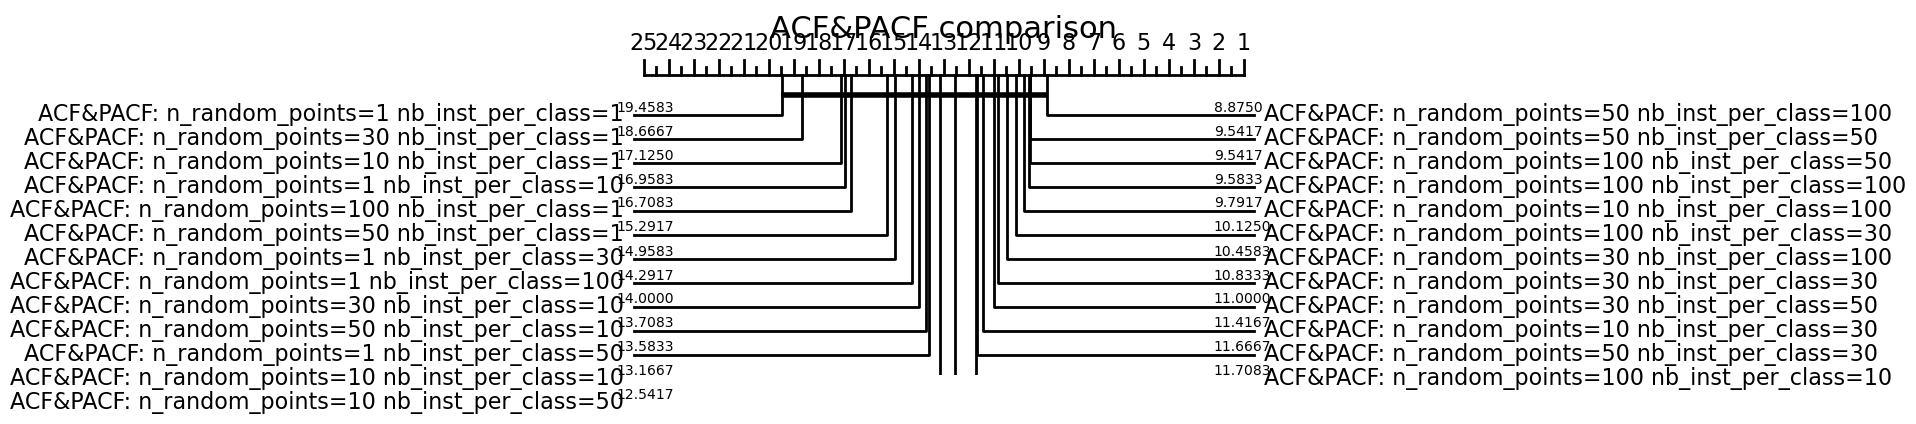 ACF&PACF comparison
25 24 23 22 21 20 19 18 17 16 15 14 13 12 11 10 9 8 7 6 5 4 3 2 1
ACF&PACF: n_random_points=1 nb_inst_per_class=1 19.4583
ACF&PACF: n_random_points=30 nb_inst_per_class=1 18.6667
ACF&PACF: n_random_points=10 nb_inst_per_class=1 17.1250
ACF&PACF: n_random_points=1 nb_inst_per_class=10 16.9583
ACF&PACF: n_random_points=100 nb_inst_per_class=1 16.7083
ACF&PACF: n_random_points=50 nb_inst_per_class=1 15.2917
ACF&PACF: n_random_points=1 nb_inst_per_class=30 14.9583
ACF&PACF: n_random_points=1 nb_inst_per_class=100 14.2917
ACF&PACF: n_random_points=30 nb_inst_per_class=10 14.0000
ACF&PACF: n_random_points=50 nb_inst_per_class=10 13.7083
ACF&PACF: n_random_points=1 nb_inst_per_class=50 13.5833
ACF&PACF: n_random_points=10 nb_inst_per_class=10 13.1667
ACF&PACF: n_random_points=10 nb_inst_per_class=50 12.5417
8.8750 ACF&PACF: n_random_points=50 nb_inst_per_class=100
9.5417 ACF&PACF: n_random_points=50 nb_inst_per_class=50
9.5417 ACF&PACF: n_random_points=100 nb_inst_per_class=50
9.5833 ACF&PACF: n_random_points=100 nb_inst_per_class=100
9.7917 ACF&PACF: n_random_points=10 nb_inst_per_class=100
10.1250 ACF&PACF: n_random_points=100 nb_inst_per_class=30
10.4583 ACF&PACF: n_random_points=30 nb_inst_per_class=100
10.8333 ACF&PACF: n_random_points=30 nb_inst_per_class=30
11.0000 ACF&PACF: n_random_points=30 nb_inst_per_class=50
11.4167 ACF&PACF: n_random_points=10 nb_inst_per_class=30
11.6667 ACF&PACF: n_random_points=50 nb_inst_per_class=30
11.7083 ACF&PACF: n_random_points=100 nb_inst_per_class=10